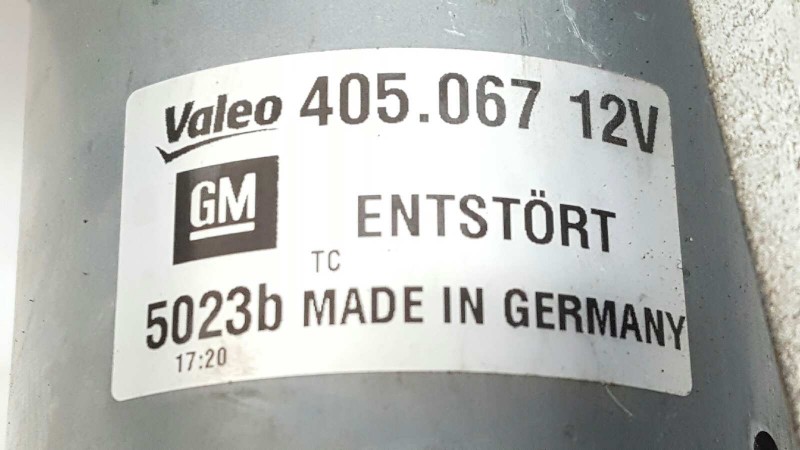 Valeo 405.067 12V
GM ENTSTÖRT
TC
5023b MADE IN GERMANY
17:20